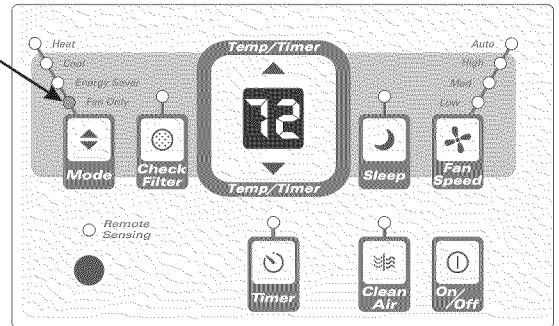 Heat
Cool
Energy Saver
Fan Only
Mode
Check
Filter
Temp/Timer
72
Temp/Timer
Sleep
Auto
High
Med
Low
Fan
Speed
Remote
Sensing
Timer
Clean
Air
On/
Off